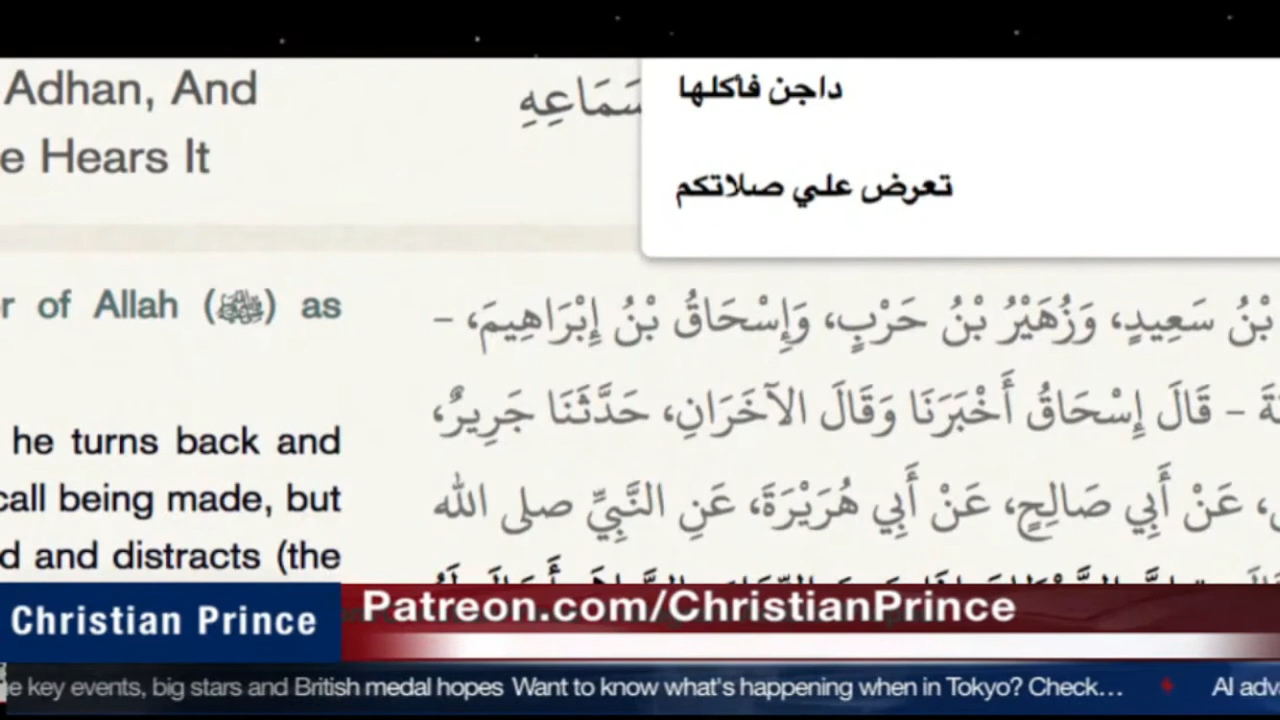 Adhan, And
e Hears It
سَمَاعِهِ
داجن فأكلها
تعرض علي صلاتكم
r of Allah (ﷺ) as
he turns back and
call being made, but
d and distracts (the
بْنُ سَعِيدٍ، وَزُهَيْرُ بْنُ حَرْبٍ، وَإِسْحَاقُ بْنُ إِبْرَاهِيمَ، -
ةَ - قَالَ إِسْحَاقُ أَخْبَرَنَا وَقَالَ الآخَرَانِ، حَدَّثَنَا جَرِيرٌ،
، عَنْ أَبِي صَالِحٍ، عَنْ أَبِي هُرَيْرَةَ، عَنِ النَّبِيِّ صلى الله
Christian Prince
Patreon.com/ChristianPrince
e key events, big stars and British medal hopes Want to know what's happening when in Tokyo? Check... AI adv